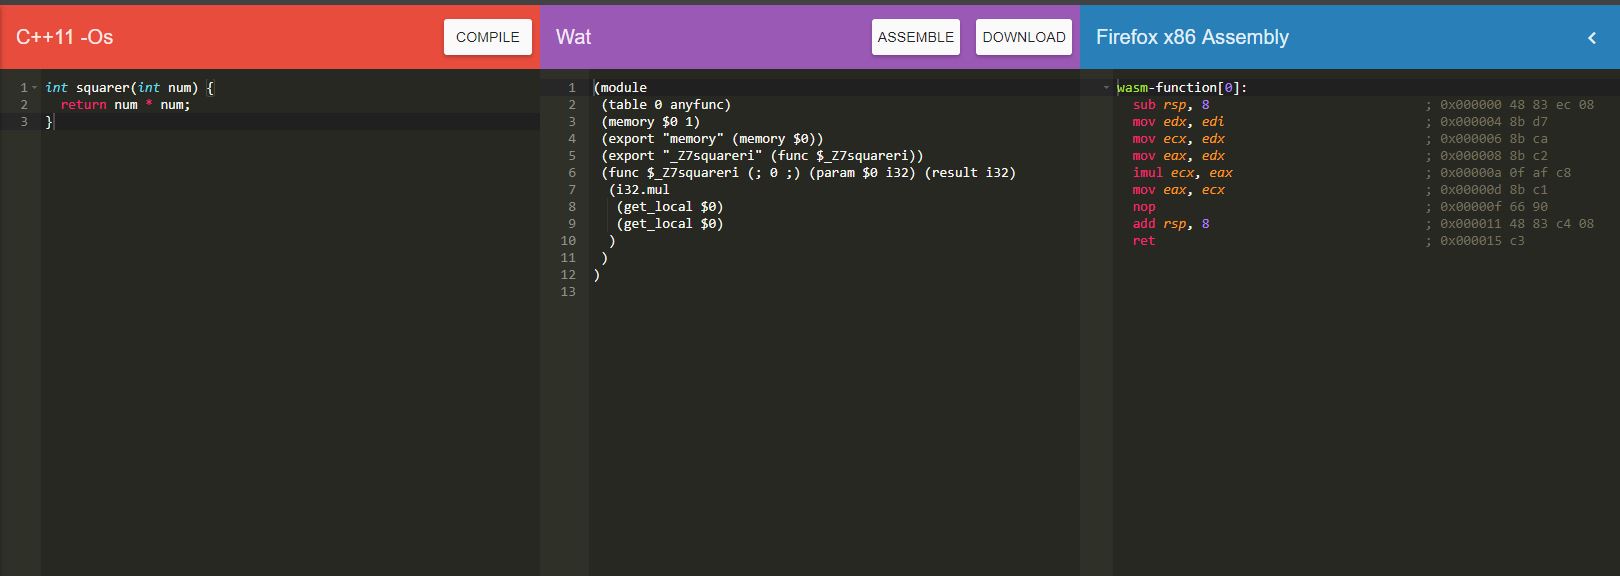 C++11 -Os
COMPILE
1 int squarer(int num) {
2 return num * num;
3 }
Wat
ASSEMBLE
DOWNLOAD
1 (module
2 (table 0 anyfunc)
3 (memory $0 1)
4 (export "memory" (memory $0))
5 (export "_Z7squareri" (func $_Z7squareri))
6 (func $_Z7squareri (; 0 ;) (param $0 i32) (result i32)
7 (i32.mul
8 (get_local $0)
9 (get_local $0)
10 )
11 )
12 )
13
Firefox x86 Assembly
wasm-function[0]:
sub rsp, 8 ; 0x000000 48 83 ec 08
mov edx, edi ; 0x000004 8b d7
mov ecx, edx ; 0x000006 8b ca
mov eax, edx ; 0x000008 8b c2
imul ecx, eax ; 0x00000a 0f af c8
mov eax, ecx ; 0x00000d 8b c1
nop ; 0x00000f 66 90
add rsp, 8 ; 0x000011 48 83 c4 08
ret ; 0x000015 c3